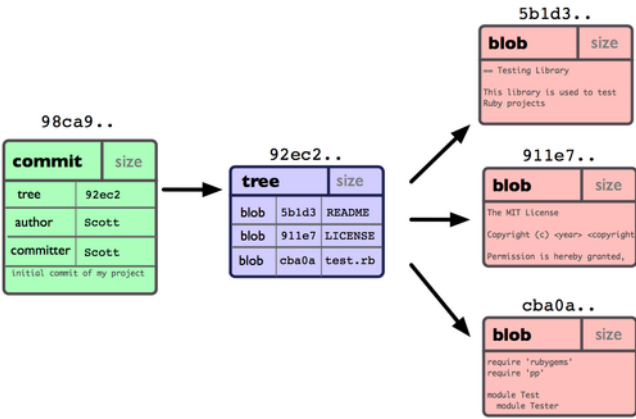 98ca9..
commit size
tree 92ec2
author Scott
committer Scott
initial commit of my project
92ec2..
tree size
blob 5b1d3 README
blob 911e7 LICENSE
blob cba0a test.rb
5b1d3..
blob size
== Testing Library
This library is used to test
Ruby projects
911e7..
blob size
The MIT License
Copyright (c) <year> <copyright
Permission is hereby granted,
cba0a..
blob size
require 'rubygems'
require 'pp'
module Test
module Tester